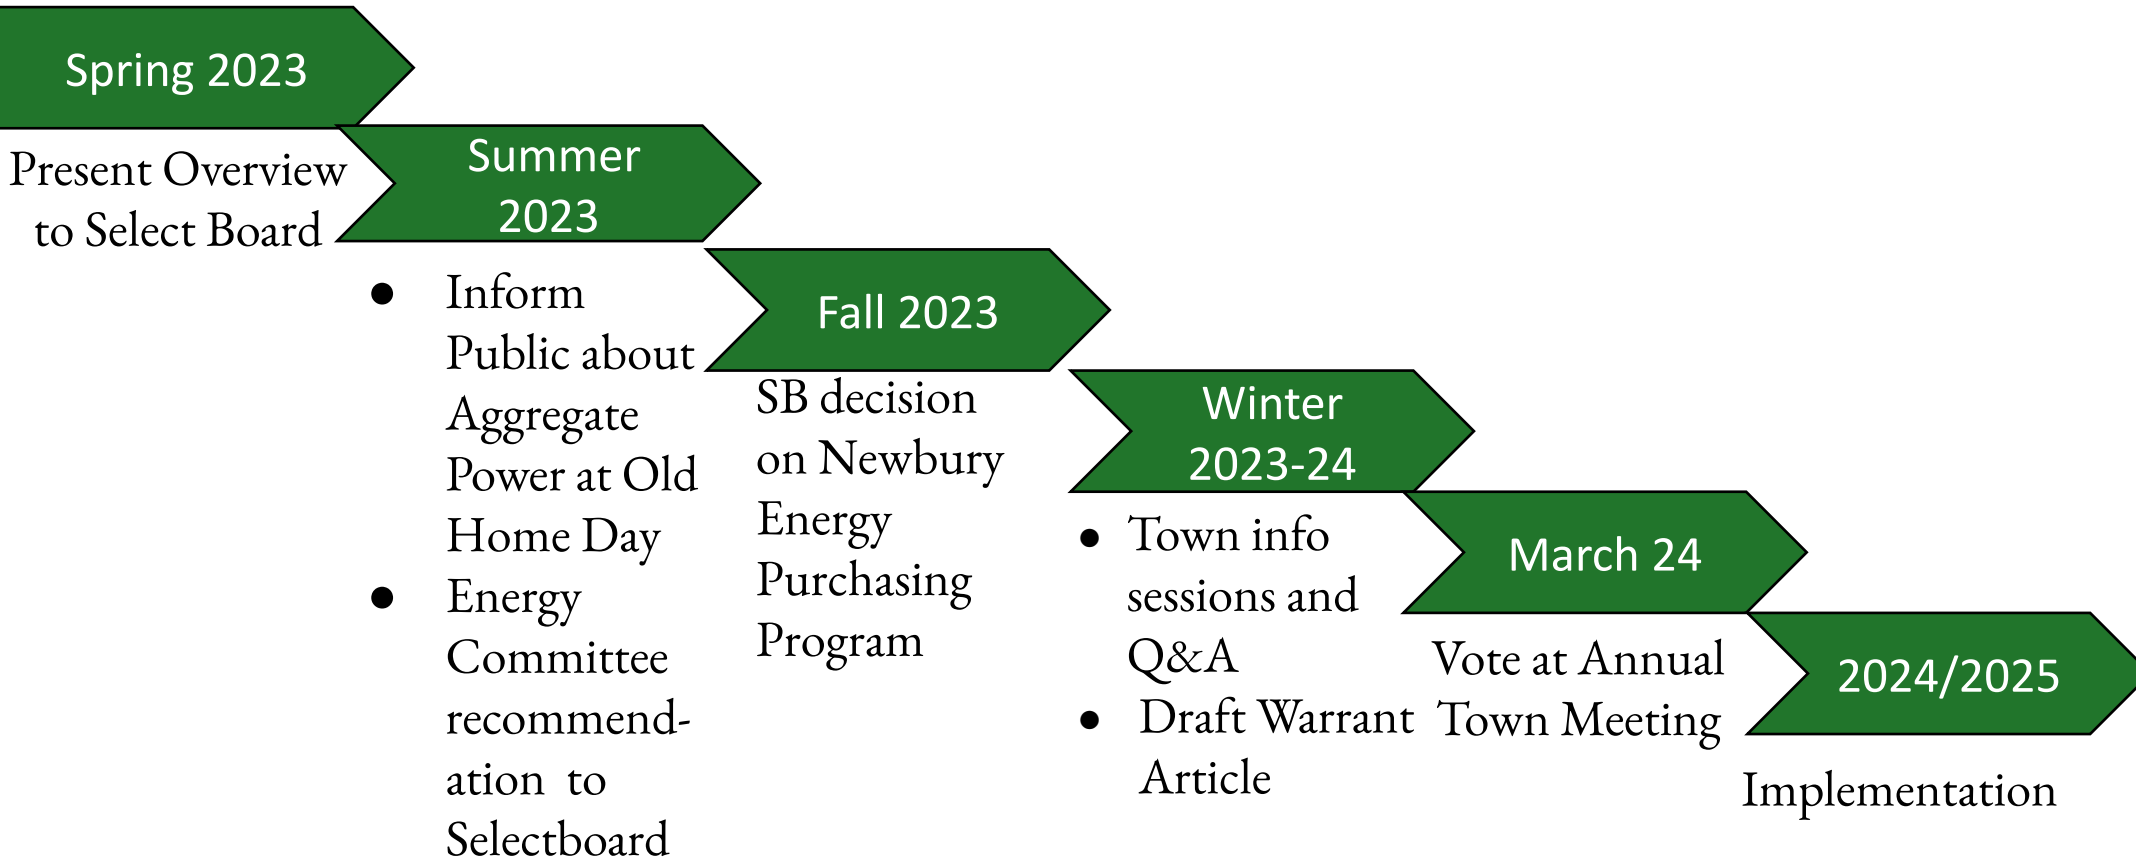 Spring 2023
Present Overview
to Select Board
Summer
2023
● Inform
Public about
Aggregate
Power at Old
Home Day
● Energy
Committee
recommend-
ation to
Selectboard
Fall 2023
SB decision
on Newbury
Energy
Purchasing
Program
Winter
2023-24
● Town info
sessions and
Q&A
● Draft Warrant
Article
March 24
Vote at Annual
Town Meeting
2024/2025
Implementation